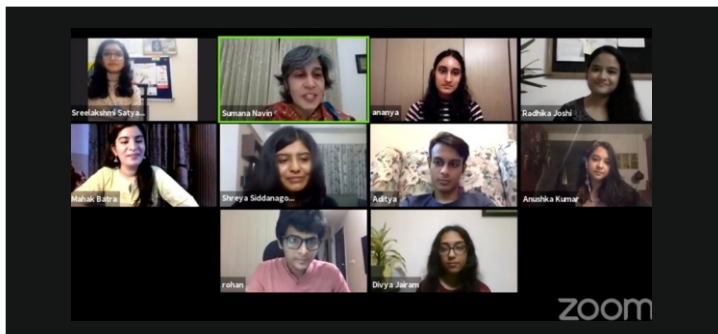 Sreelakshmi Satya...
Sumana Navin
ananya
Radhika Joshi
Mahak Batra
Shreya Siddanago...
Aditya
Anushka Kumar
rohan
Divya Jairam
zoom